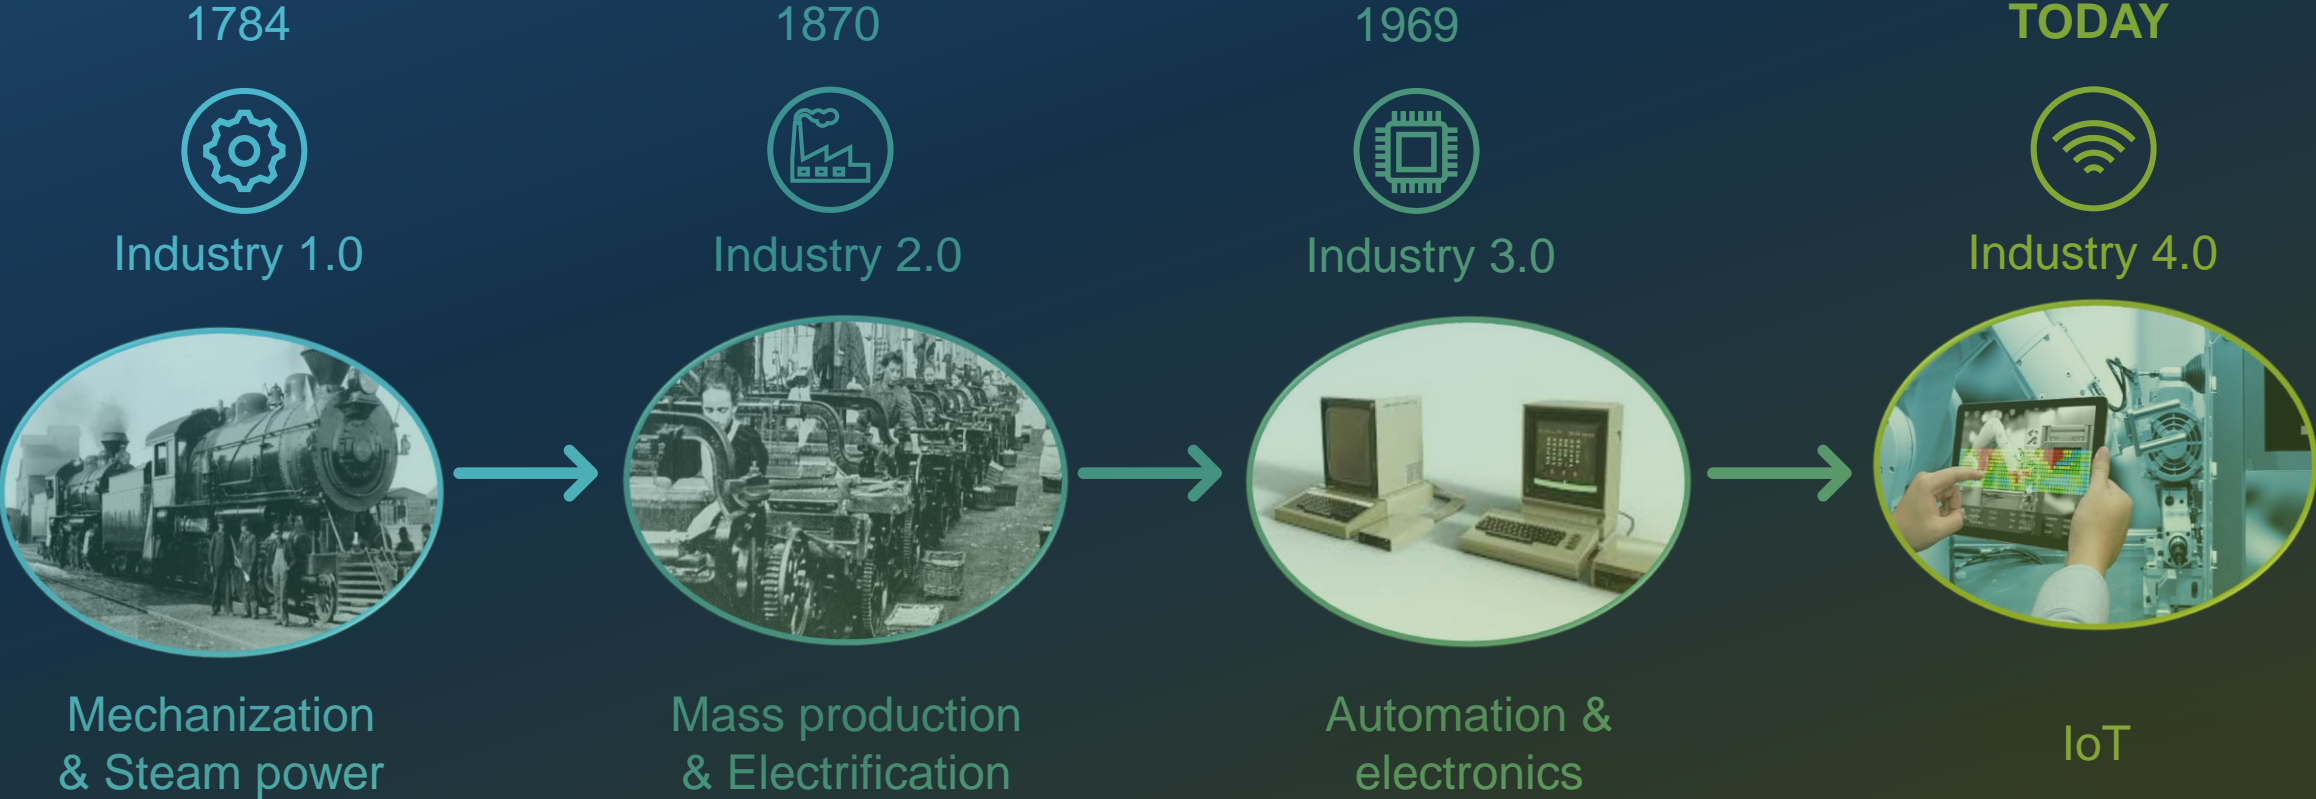 1784
1870
1969
TODAY
Industry 1.0
Industry 2.0
Industry 3.0
Industry 4.0
Mechanization
& Steam power
Mass production
& Electrification
Automation &
electronics
IoT